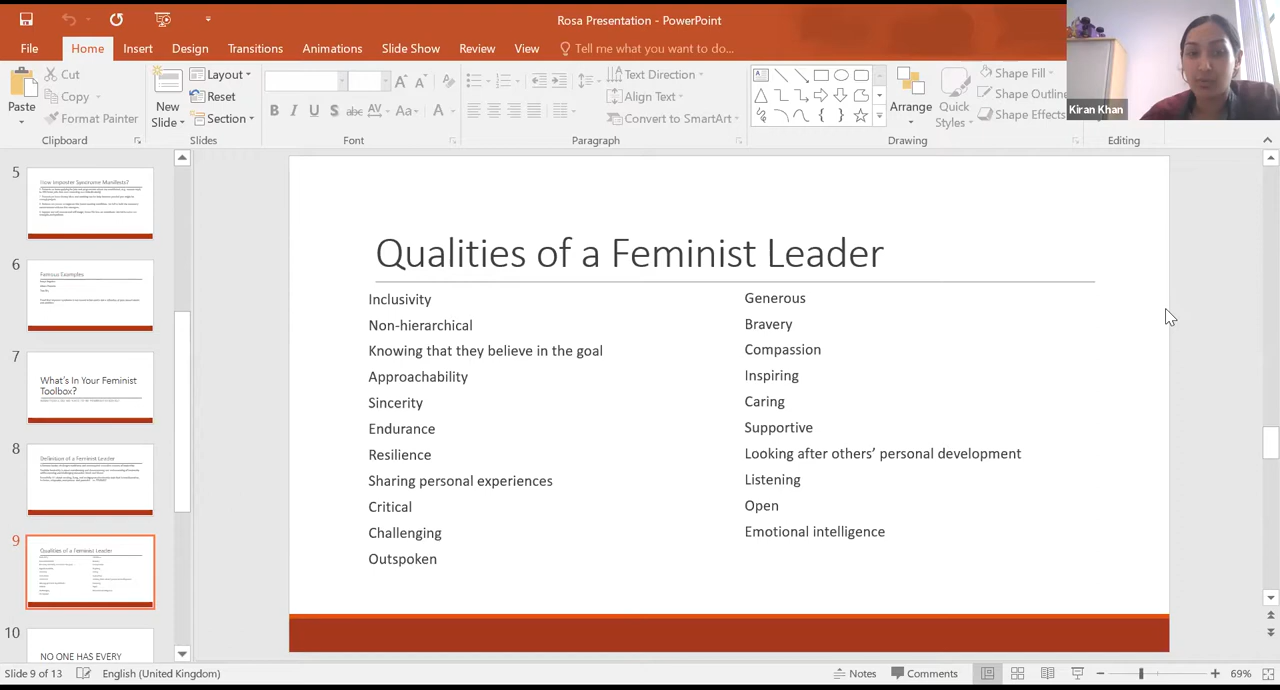 Rosa Presentation - PowerPoint
File Home Insert Design Transitions Animations Slide Show Review View Tell me what you want to do...
Paste
Cut
Copy
Format Painter
Clipboard
New Slide
Layout
Reset
Section
Slides
B I U S abc AV Aa A
Font
Text Direction
Align Text
Convert to SmartArt
Paragraph
Arrange
Quick Styles
Shape Fill
Shape Outline
Shape Effects
Drawing
Editing
Kiran Khan
5
How Imposter Syndrome Manifests?
6
Famous Examples
7
What's In Your Feminist
Toolbox?
8
Definition of a Feminist Leader
9
Qualities of a Feminist Leader
10
NO ONE HAS EVERY
Qualities of a Feminist Leader
Inclusivity
Non-hierarchical
Knowing that they believe in the goal
Approachability
Sincerity
Endurance
Resilience
Sharing personal experiences
Critical
Challenging
Outspoken
Generous
Bravery
Compassion
Inspiring
Caring
Supportive
Looking after others' personal development
Listening
Open
Emotional intelligence
Slide 9 of 13 English (United Kingdom) Notes Comments 69%